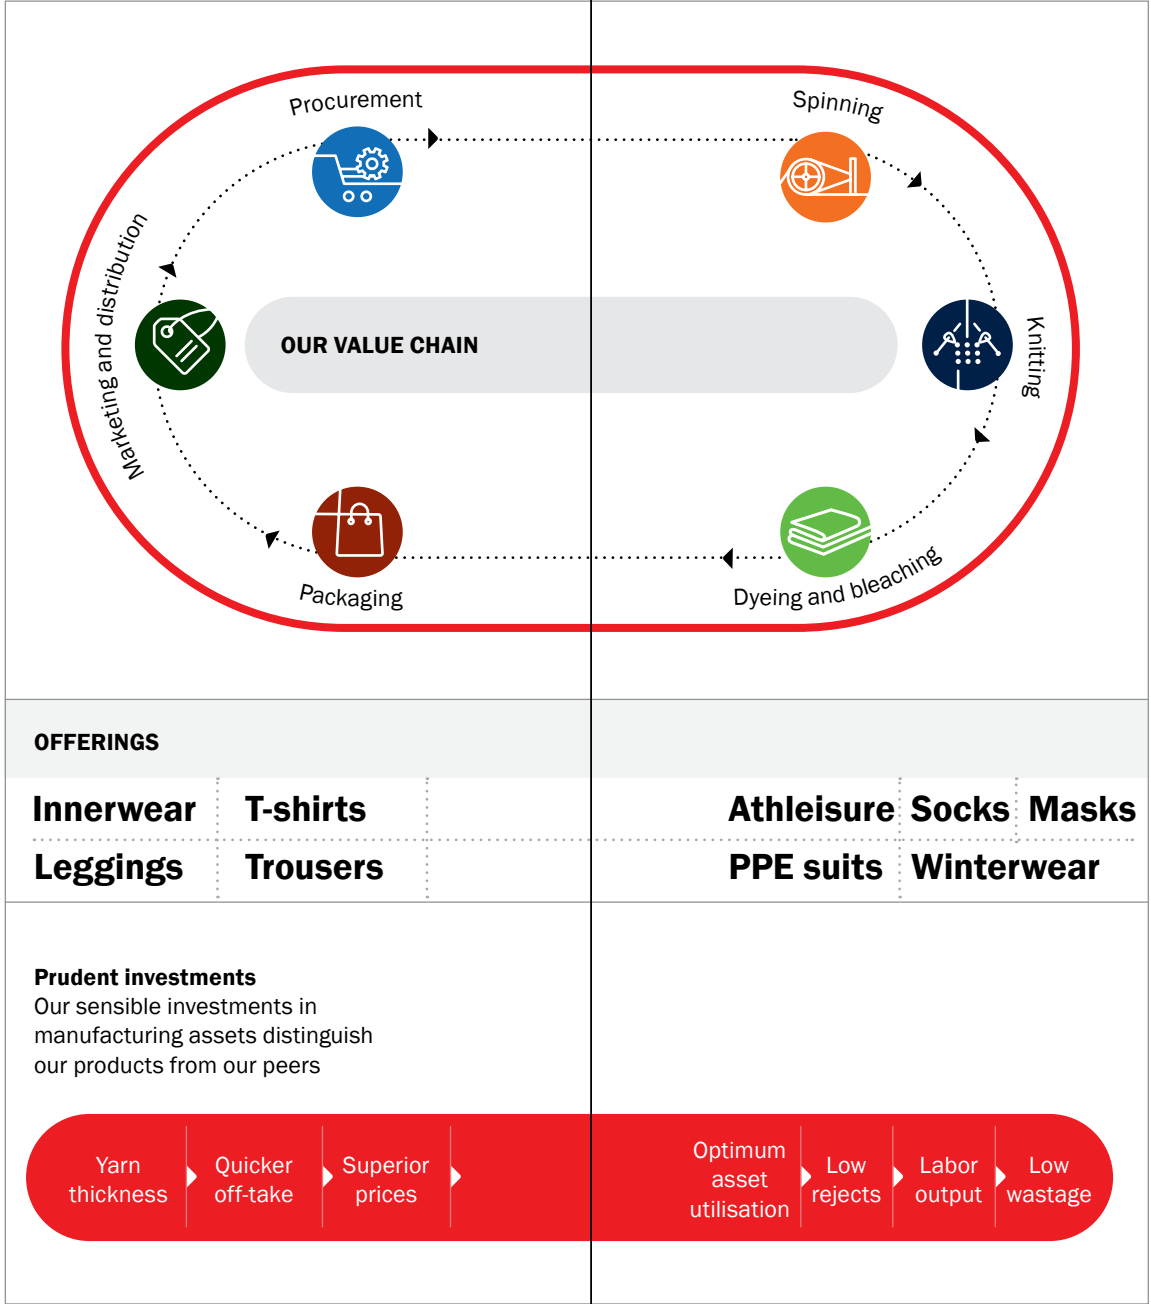 Procurement
Spinning
Marketing and distribution
OUR VALUE CHAIN
Knitting
Packaging
Dyeing and bleaching
OFFERINGS
Innerwear T-shirts Athleisure Socks Masks
Leggings Trousers PPE suits Winterwear
Prudent investments
Our sensible investments in
manufacturing assets distinguish
our products from our peers
Yarn
thickness
Quicker
off-take
Superior
prices
Optimum
asset
utilisation
Low
rejects
Labor
output
Low
wastage